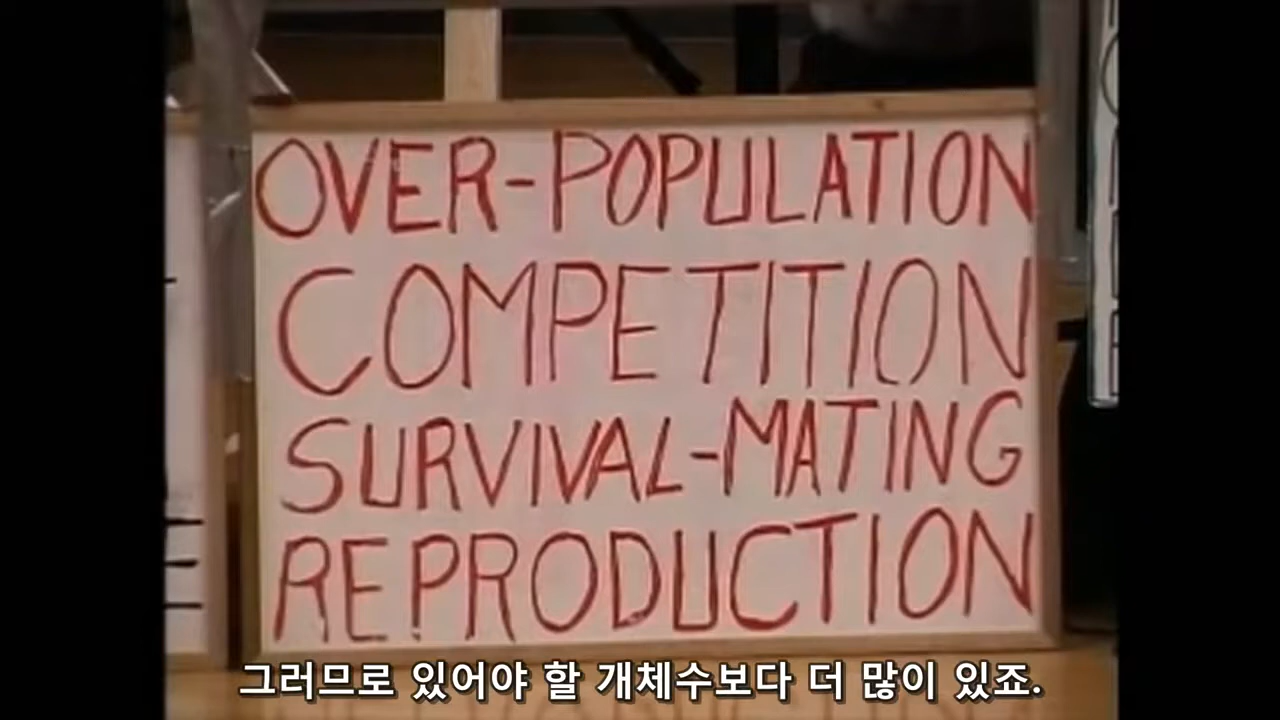 OVER-POPULATION
COMPETITION
SURVIVAL-MATING
REPRODUCTION
그러므로 있어야 할 개체수보다 더 많이 있죠.